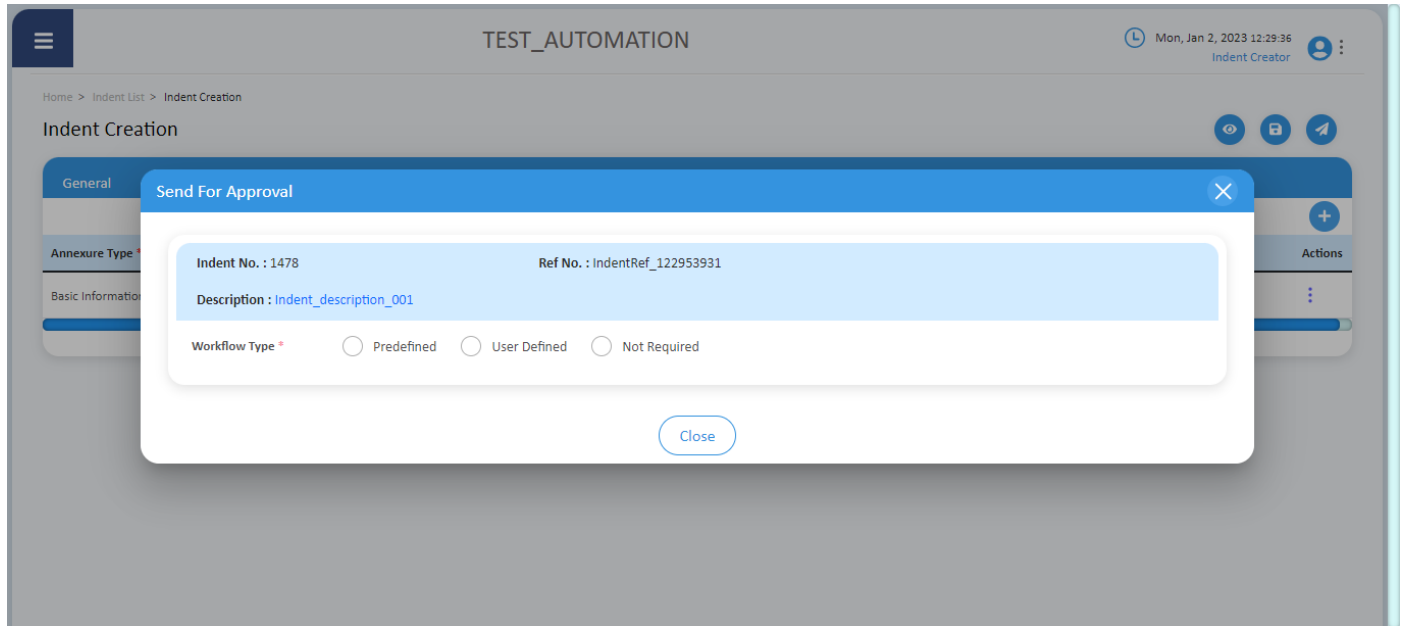 TEST_AUTOMATION
Mon, Jan 2, 2023 12:29:36
Indent Creator
Home > Indent List > Indent Creation
Indent Creation
General
Send For Approval
Annexure Type *
Actions
Indent No. : 1478 Ref No. : IndentRef_122953931
Basic Information
Description : Indent_description_001
Workflow Type * Predefined User Defined Not Required
Close